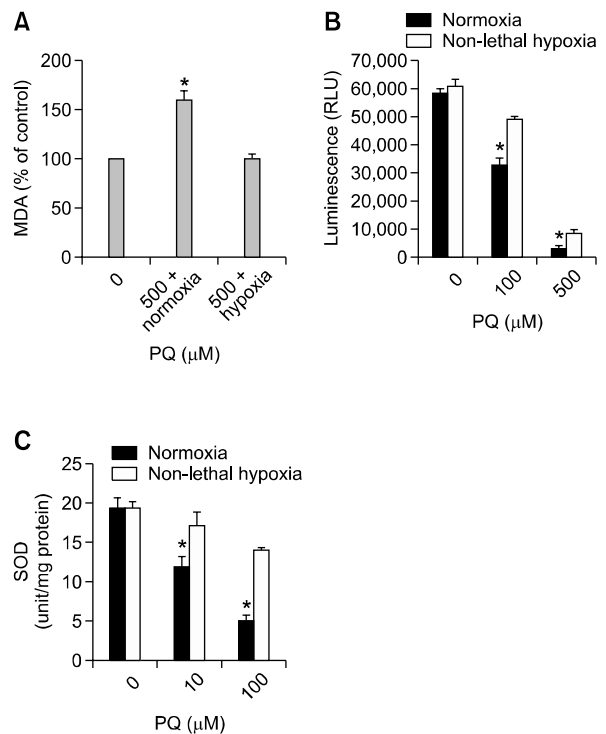 A
MDA (% of control)
200
150
100
50
0
*
0
500 + normoxia
500 + hypoxia
PQ (μM)
B
Normoxia
Non-lethal hypoxia
Luminescence (RLU)
70,000
60,000
50,000
40,000
30,000
20,000
10,000
0
*
*
0
100
500
PQ (μM)
C
Normoxia
Non-lethal hypoxia
SOD
(unit/mg protein)
25
20
15
10
5
0
*
*
0
10
100
PQ (μM)